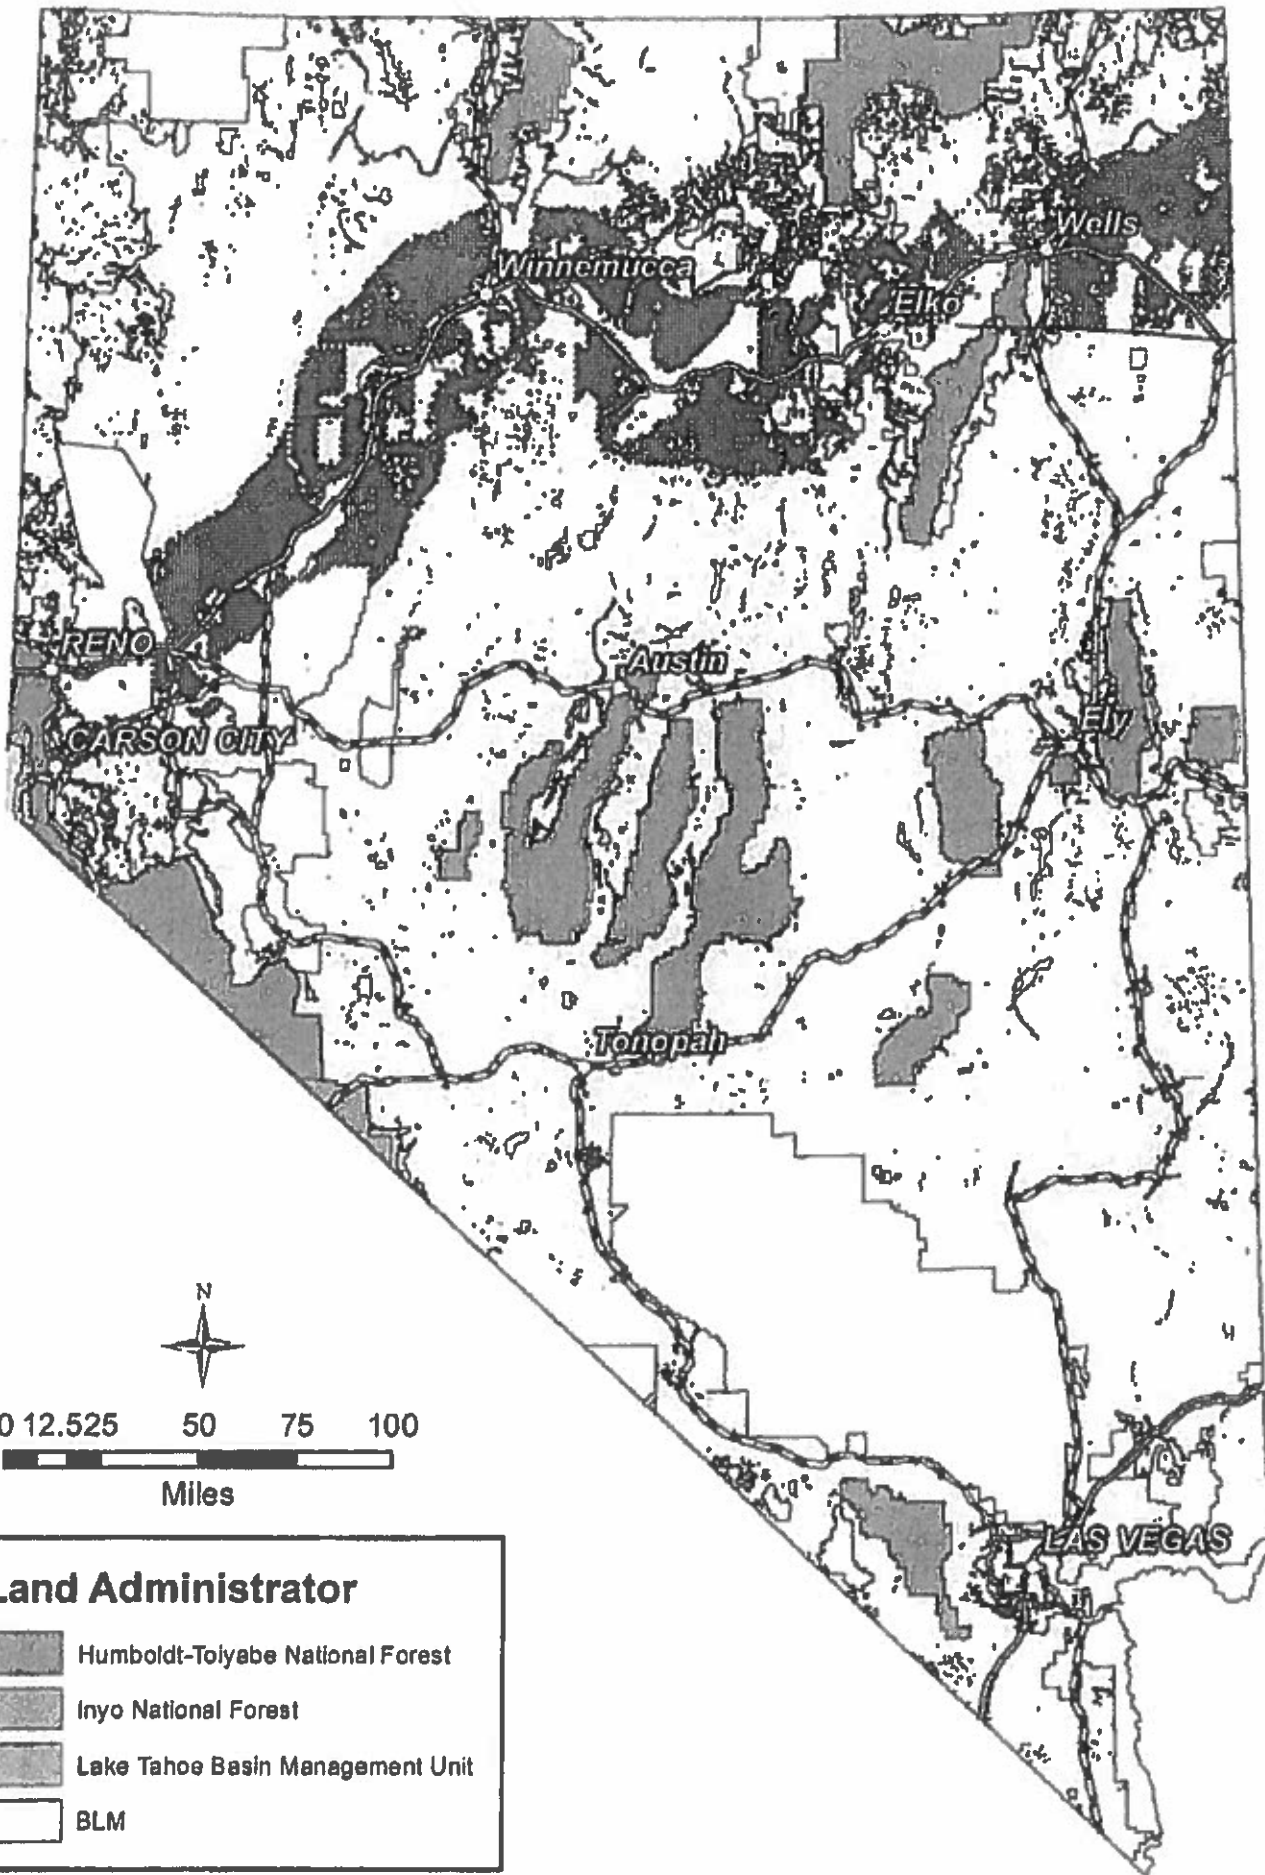 Wells
Winnemucca
Elko
RENO
Austin
Ely
CARSON CITY
Tonopah
N
0 12.525 50 75 100
Miles
LAS VEGAS
Land Administrator
Humboldt-Toiyabe National Forest
Inyo National Forest
Lake Tahoe Basin Management Unit
BLM